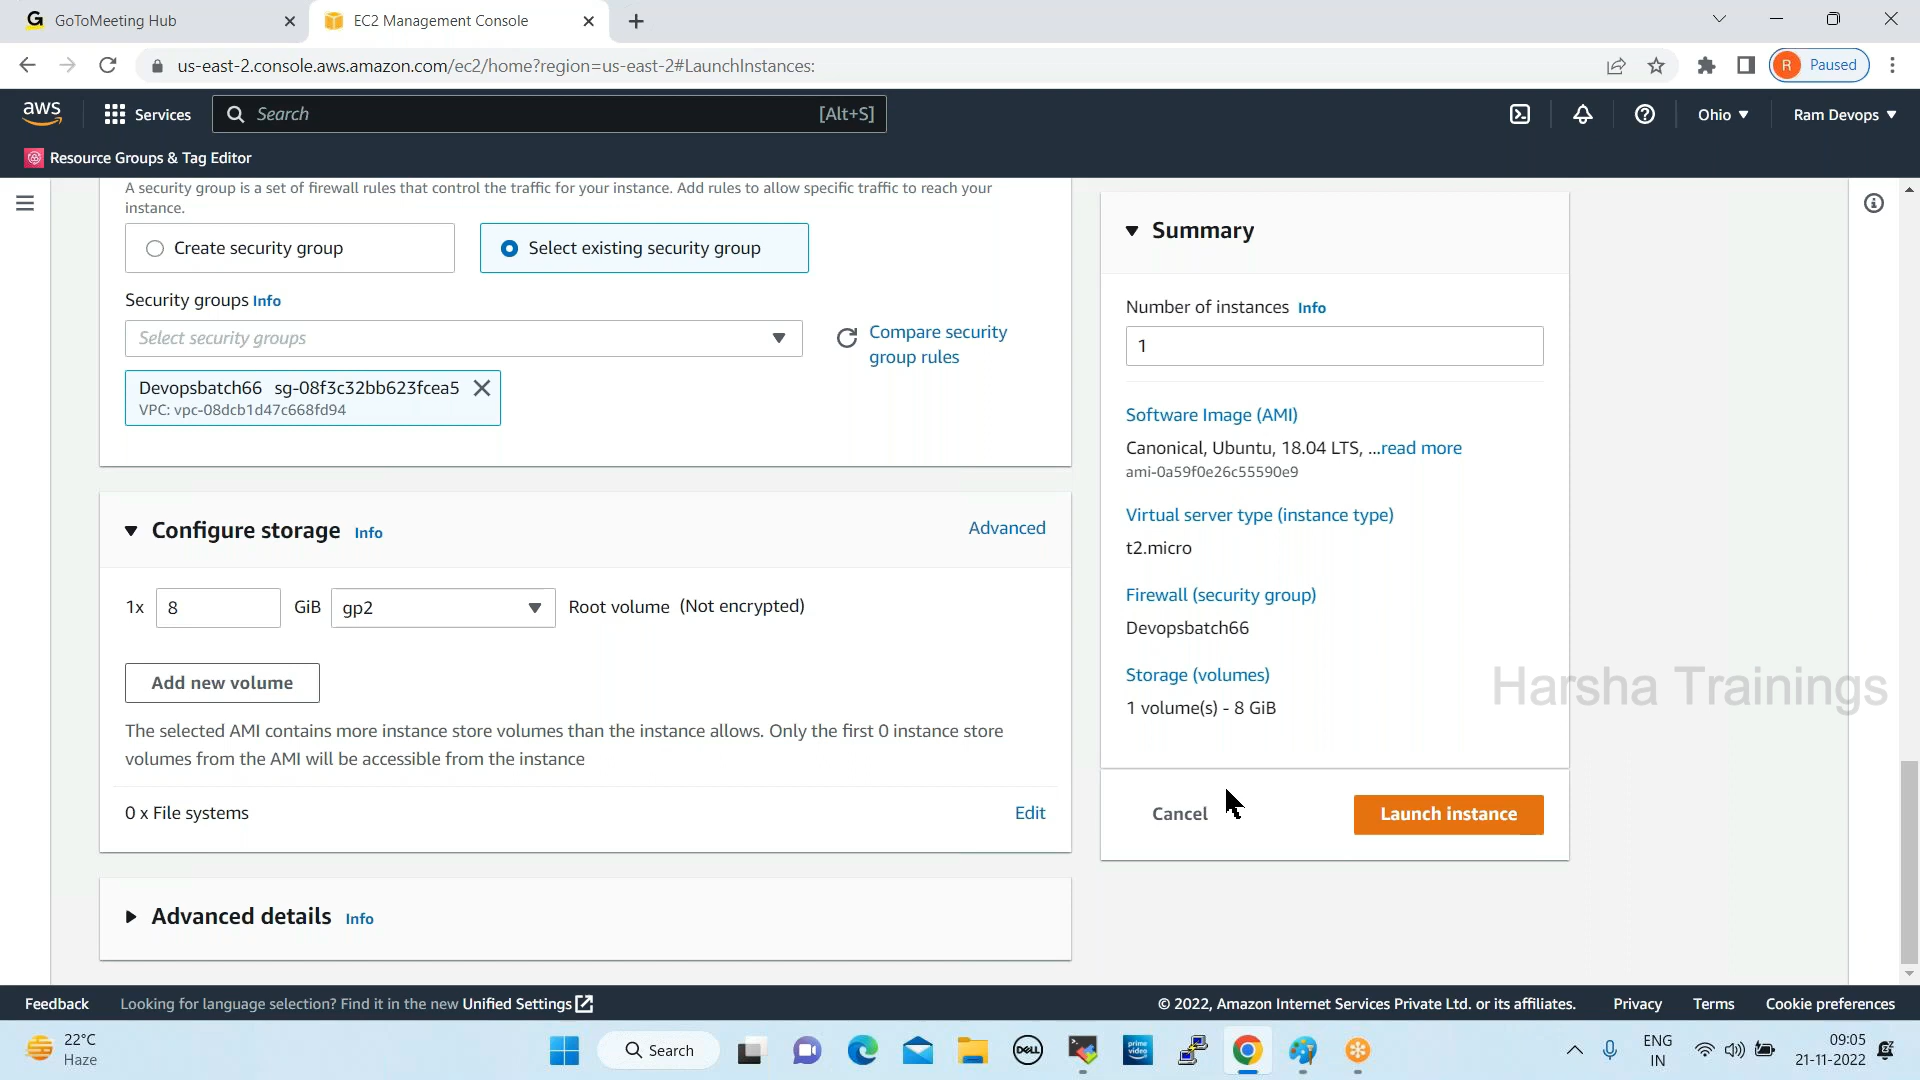 G GoToMeeting Hub
EC2 Management Console
us-east-2.console.aws.amazon.com/ec2/home?region=us-east-2#LaunchInstances:
R Paused
aws
Services
Search
[Alt+S]
Ohio
Ram Devops
Resource Groups & Tag Editor
A security group is a set of firewall rules that control the traffic for your instance. Add rules to allow specific traffic to reach your
instance.
Create security group
Select existing security group
Security groups Info
Select security groups
Compare security
group rules
Devopsbatch66 sg-08f3c32bb623fcea5
VPC: vpc-08dcb1d47c668fd94
Configure storage Info
Advanced
1x 8 GiB gp2 Root volume (Not encrypted)
Add new volume
The selected AMI contains more instance store volumes than the instance allows. Only the first 0 instance store
volumes from the AMI will be accessible from the instance
0 x File systems
Edit
Advanced details Info
Summary
Number of instances Info
1
Software Image (AMI)
Canonical, Ubuntu, 18.04 LTS, ...read more
ami-0a59f0e26c55590e9
Virtual server type (instance type)
t2.micro
Firewall (security group)
Devopsbatch66
Storage (volumes)
1 volume(s) - 8 GiB
Harsha Trainings
Cancel
Launch instance
Feedback
Looking for language selection? Find it in the new Unified Settings
© 2022, Amazon Internet Services Private Ltd. or its affiliates.
Privacy
Terms
Cookie preferences
22°C
Haze
Search
DELL
prime
video
ENG
IN
09:05
21-11-2022